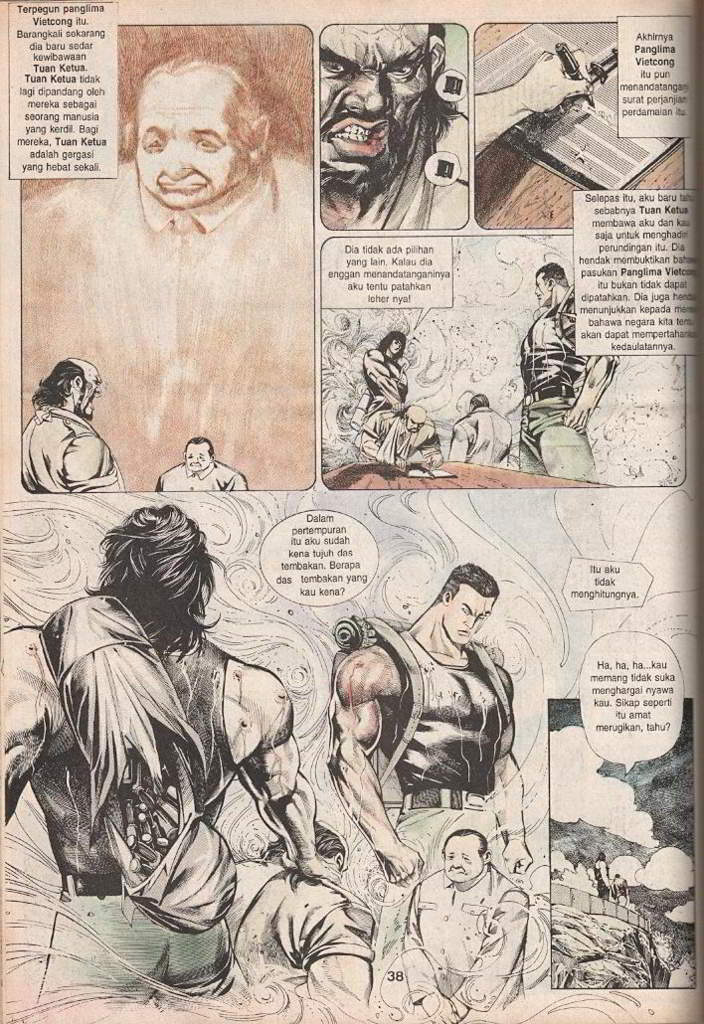 Terpegun panglima
Vietcong itu.
Barangkali sekarang
dia baru sedar
kewibawaan
Tuan Ketua.
Tuan Ketua tidak
lagi dipandang oleh
mereka sebagai
seorang manusia
yang kerdil. Bagi
mereka, Tuan Ketua
adalah gergasi
yang hebat sekali.
Akhirnya
Panglima
Vietcong
itu pun
menandatangani
surat perjanjian
perdamaian itu.
Selepas itu, aku baru tahu
sebabnya Tuan Ketua
membawa aku dan kau
saja untuk menghadiri
perundingan itu. Dia
hendak membuktikan bahawa
pasukan Panglima Vietcong
itu bukan tidak dapat
dipatahkan. Dia juga hendak
menunjukkan kepada
bahawa negara kita tentu
akan dapat mempertahankan
kedaulatannya.
Dia tidak ada pilihan
yang lain. Kalau dia
enggan menandatanganinya
aku tentu patahkan
leher nya!
Dalam
pertempuran
itu aku sudah
kena tujuh das
tembakan. Berapa
das tembakan yang
kau kena?
Itu aku
tidak
menghitungnya.
Ha, ha, ha...kau
memang tidak suka
menghargai nyawa
kau. Sikap seperti
itu amat
merugikan, tahu?
38